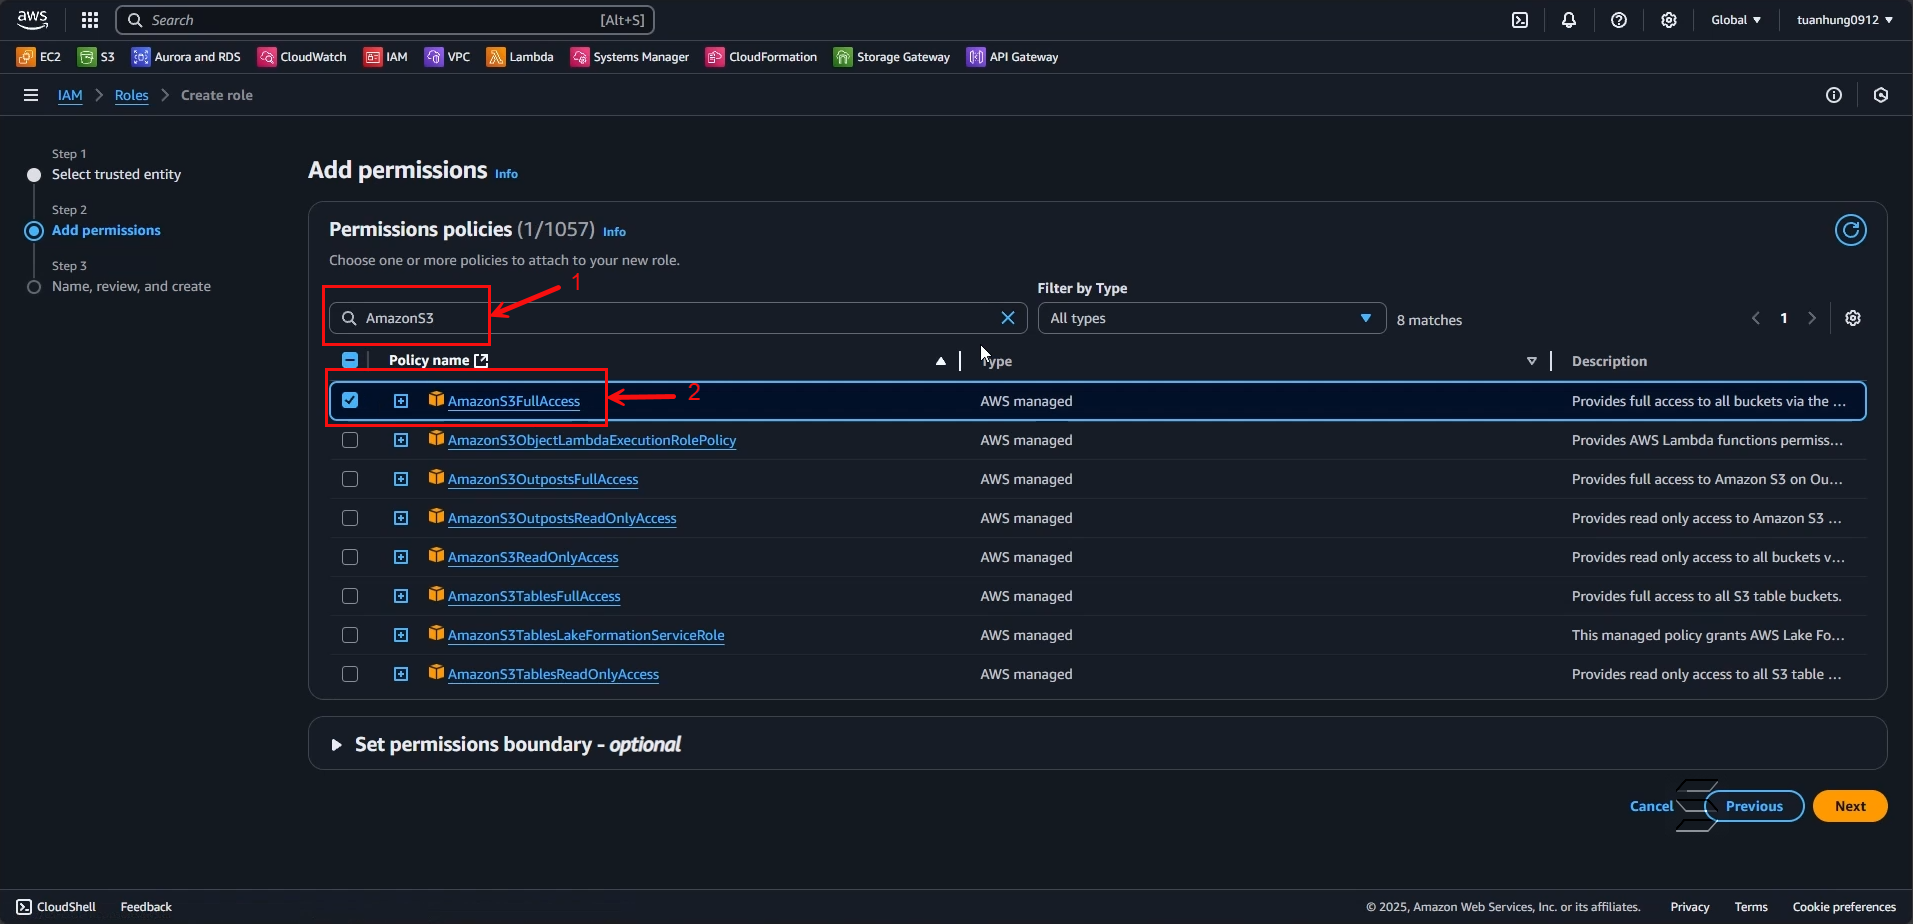 aws
Search [Alt+S]
Global tuanhung0912
EC2 S3 Aurora and RDS CloudWatch IAM VPC Lambda Systems Manager CloudFormation Storage Gateway API Gateway
IAM Roles Create role
Step 1
Select trusted entity
Step 2
Add permissions
Step 3
Name, review, and create
Add permissions Info
Permissions policies (1/1057) Info
Choose one or more policies to attach to your new role.
1
Filter by Type
AmazonS3
All types
8 matches
1
Policy name Type Description
2
AmazonS3FullAccess AWS managed Provides full access to all buckets via the ...
AmazonS3ObjectLambdaExecutionRolePolicy AWS managed Provides AWS Lambda functions permiss...
AmazonS3OutpostsFullAccess AWS managed Provides full access to Amazon S3 on Ou...
AmazonS3OutpostsReadOnlyAccess AWS managed Provides read only access to Amazon S3 ...
AmazonS3ReadOnlyAccess AWS managed Provides read only access to all buckets v...
AmazonS3TablesFullAccess AWS managed Provides full access to all S3 table buckets.
AmazonS3TablesLakeFormationServiceRole AWS managed This managed policy grants AWS Lake Fo...
AmazonS3TablesReadOnlyAccess AWS managed Provides read only access to all S3 table ...
Set permissions boundary - optional
Cancel Previous Next
CloudShell Feedback © 2025, Amazon Web Services, Inc. or its affiliates. Privacy Terms Cookie preferences